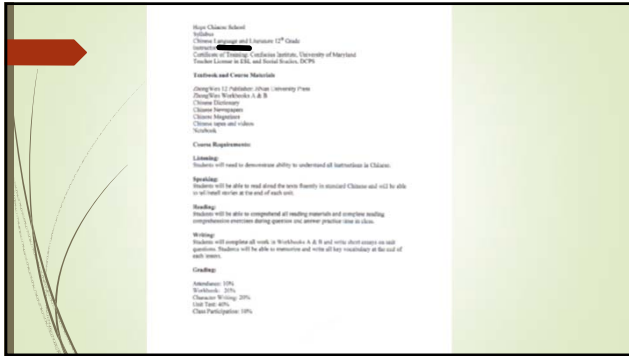 Hope Chinese School
Syllabus
Chinese Language and Literature 12th Grade
Instructor
Certificate of Training: Confucius Institute, University of Maryland
Teacher License in ESL and Social Studies, DCPS
Textbook and Course Materials
ZhongWen 12 Publisher: Jinan University Press
ZhongWen Workbooks A & B
Chinese Dictionary
Chinese Newspapers
Chinese Magazines
Chinese tapes and videos
Notebook
Course Requirements:
Listening:
Students will need to demonstrate ability to understand all instructions in Chinese.
Speaking:
Students will be able to read aloud the texts fluently in standard Chinese and will be able
to retell stories at the end of each unit.
Reading:
Students will be able to comprehend all reading materials and complete reading
comprehension exercises during question and answer practice time in class.
Writing:
Students will complete all work in Workbooks A & B and write short essays on unit
questions. Students will be able to memorize and write all key vocabulary at the end of
each lesson.
Grading:
Attendance: 10%
Workbook: 20%
Character Writing: 20%
Unit Test: 40%
Class Participation: 10%